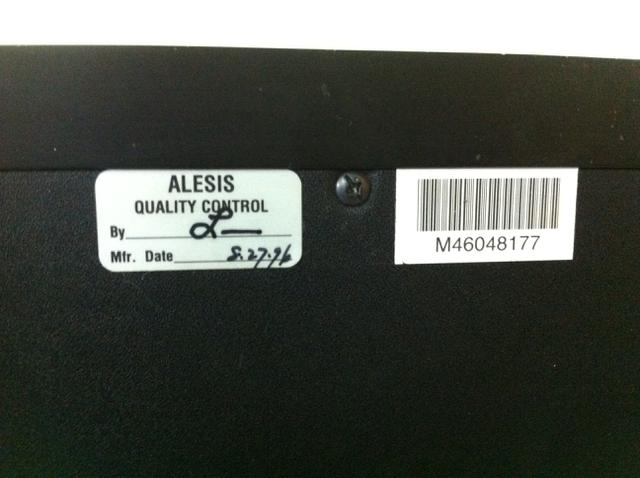 ALESIS
QUALITY CONTROL
By L
Mfr. Date 8.27.96
M46048177